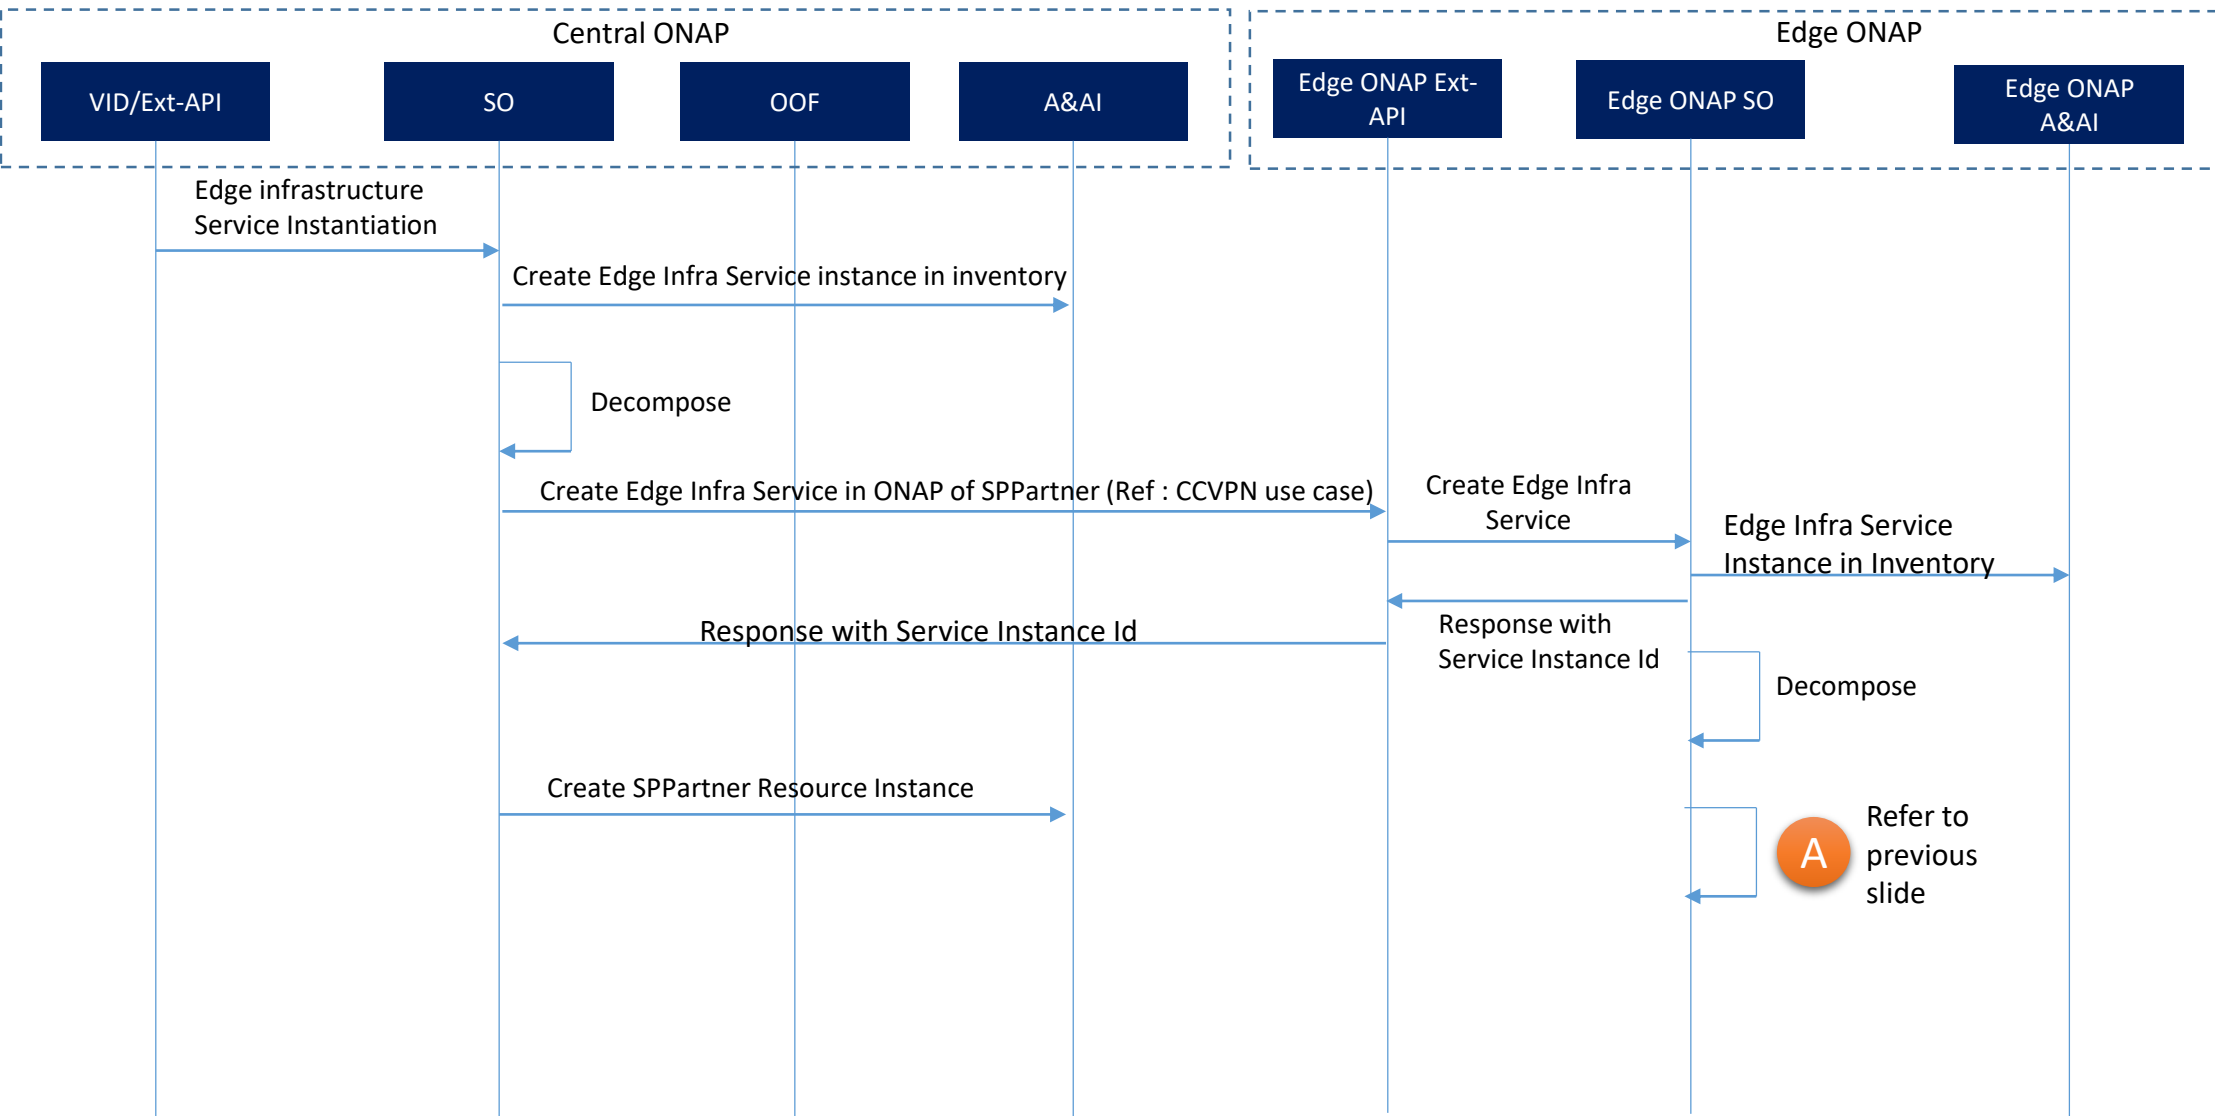 Central ONAP
Edge ONAP
VID/Ext-API
SO
OOF
A&AI
Edge ONAP Ext-
API
Edge ONAP SO
Edge ONAP
A&AI
Edge infrastructure
Service Instantiation
Create Edge Infra Service instance in inventory
Decompose
Create Edge Infra Service in ONAP of SPPartner (Ref : CCVPN use case)
Create Edge Infra
Service
Edge Infra Service
Instance in Inventory
Response with Service Instance Id
Response with
Service Instance Id
Decompose
Create SPPartner Resource Instance
A
Refer to
previous
slide